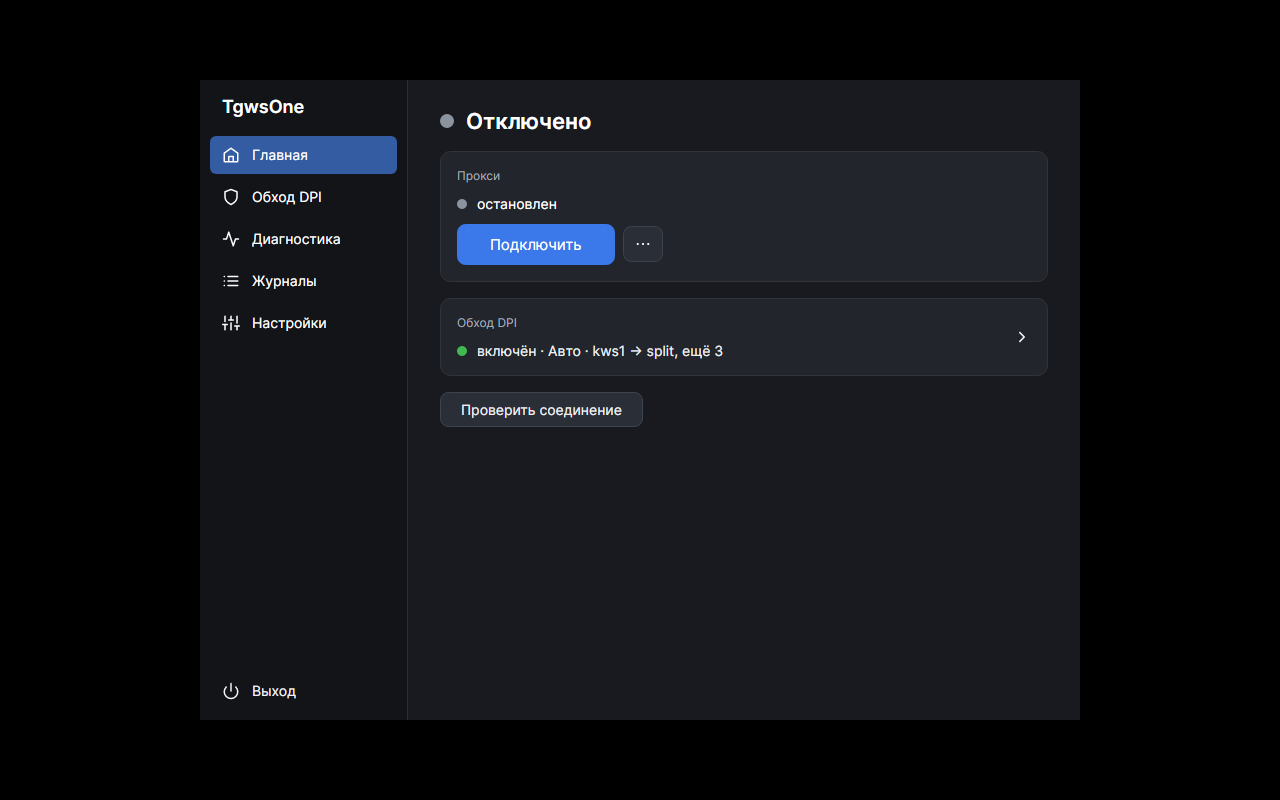 TgwsOne
Главная
Обход DPI
Диагностика
Журналы
Настройки
Выход
Отключено
Прокси
остановлен
Подключить
...
Обход DPI
включён · Авто · kws1 → split, ещё 3
Проверить соединение